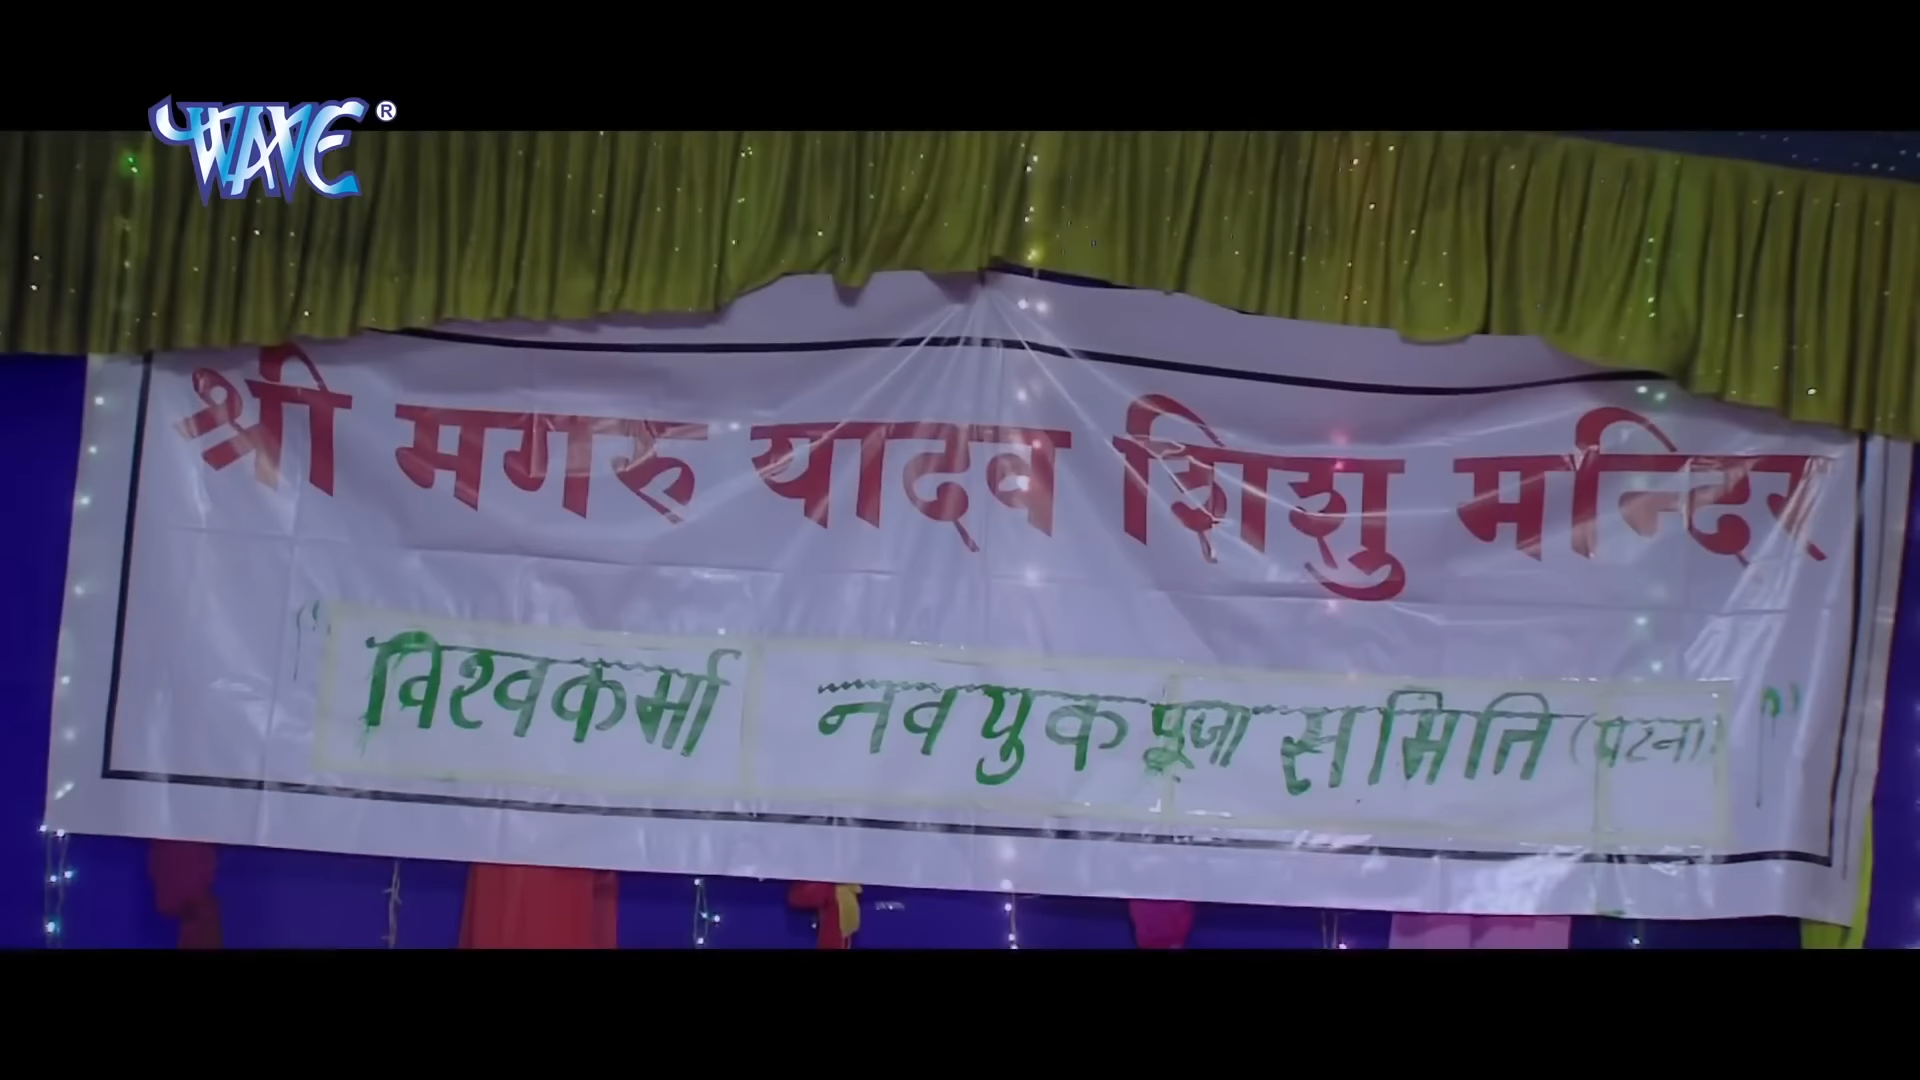 WAVE ®
श्री मगरु यादव शिशु मन्दिर
"विश्वकर्मा नवयुक पूजा समिति (पटना)"